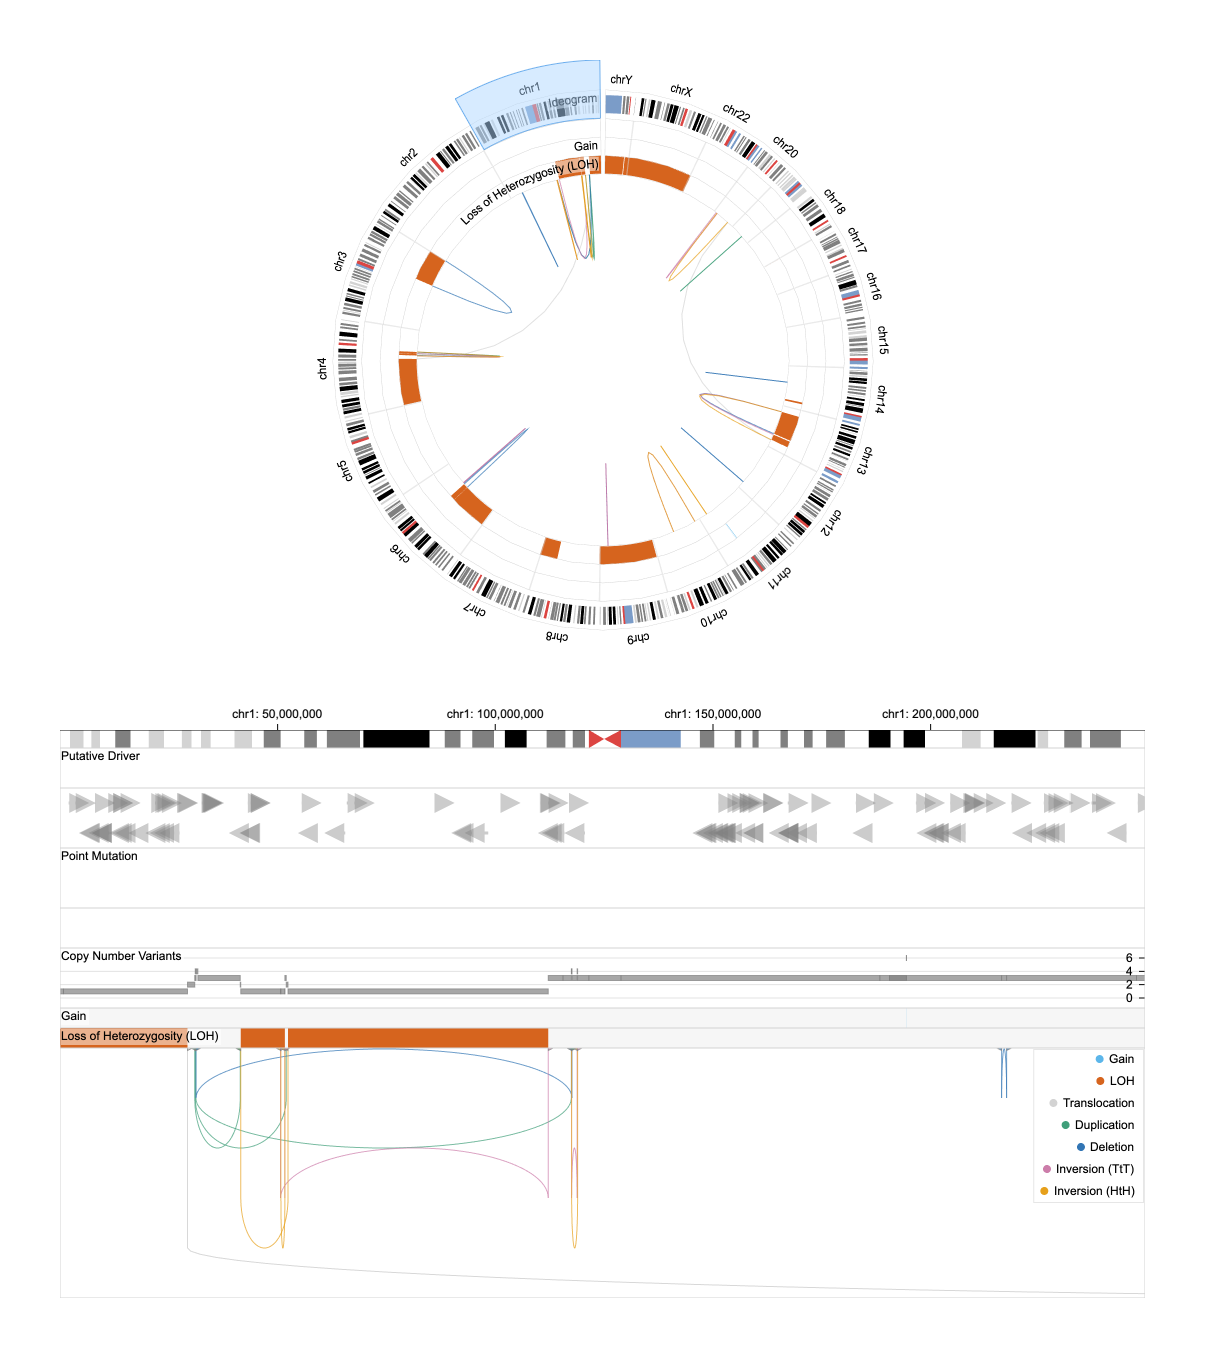 chr1
Ideogram
chrY
chrX
chr22
chr20
chr18
chr17
chr16
chr15
chr14
chr13
chr12
chr11
chr10
chr9
chr8
chr7
chr6
chr5
chr4
chr3
chr2
Gain
Loss of Heterozygosity (LOH)
chr1: 50,000,000 chr1: 100,000,000 chr1: 150,000,000 chr1: 200,000,000
Putative Driver
Point Mutation
Copy Number Variants
6
4
2
0
Gain
Loss of Heterozygosity (LOH)
Gain
LOH
Translocation
Duplication
Deletion
Inversion (TtT)
Inversion (HtH)